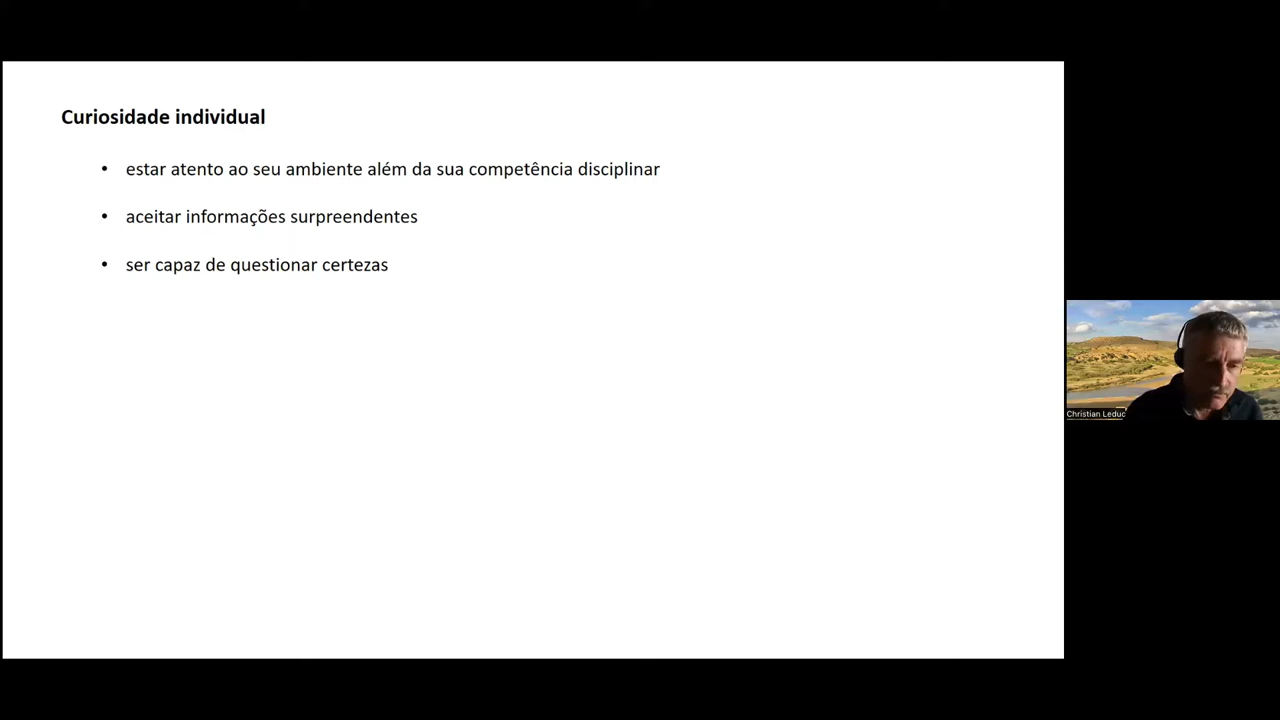 Curiosidade individual
• estar atento ao seu ambiente além da sua competência disciplinar
• aceitar informações surpreendentes
• ser capaz de questionar certezas
Christian Leduc